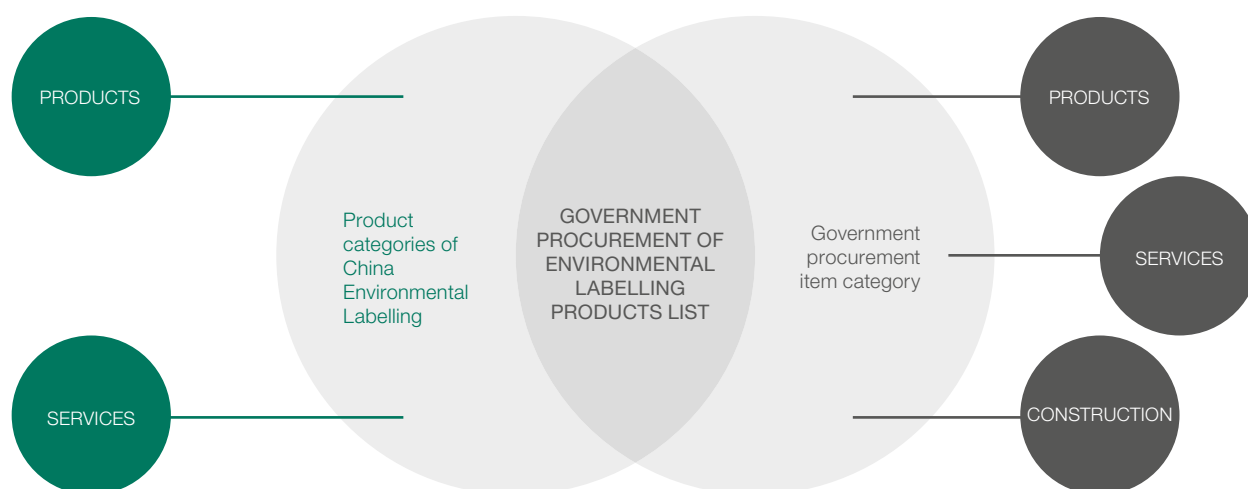 PRODUCTS
SERVICES
Product
categories of
China
Environmental
Labelling
GOVERNMENT
PROCUREMENT OF
ENVIRONMENTAL
LABELLING
PRODUCTS LIST
Government
procurement
item category
PRODUCTS
SERVICES
CONSTRUCTION